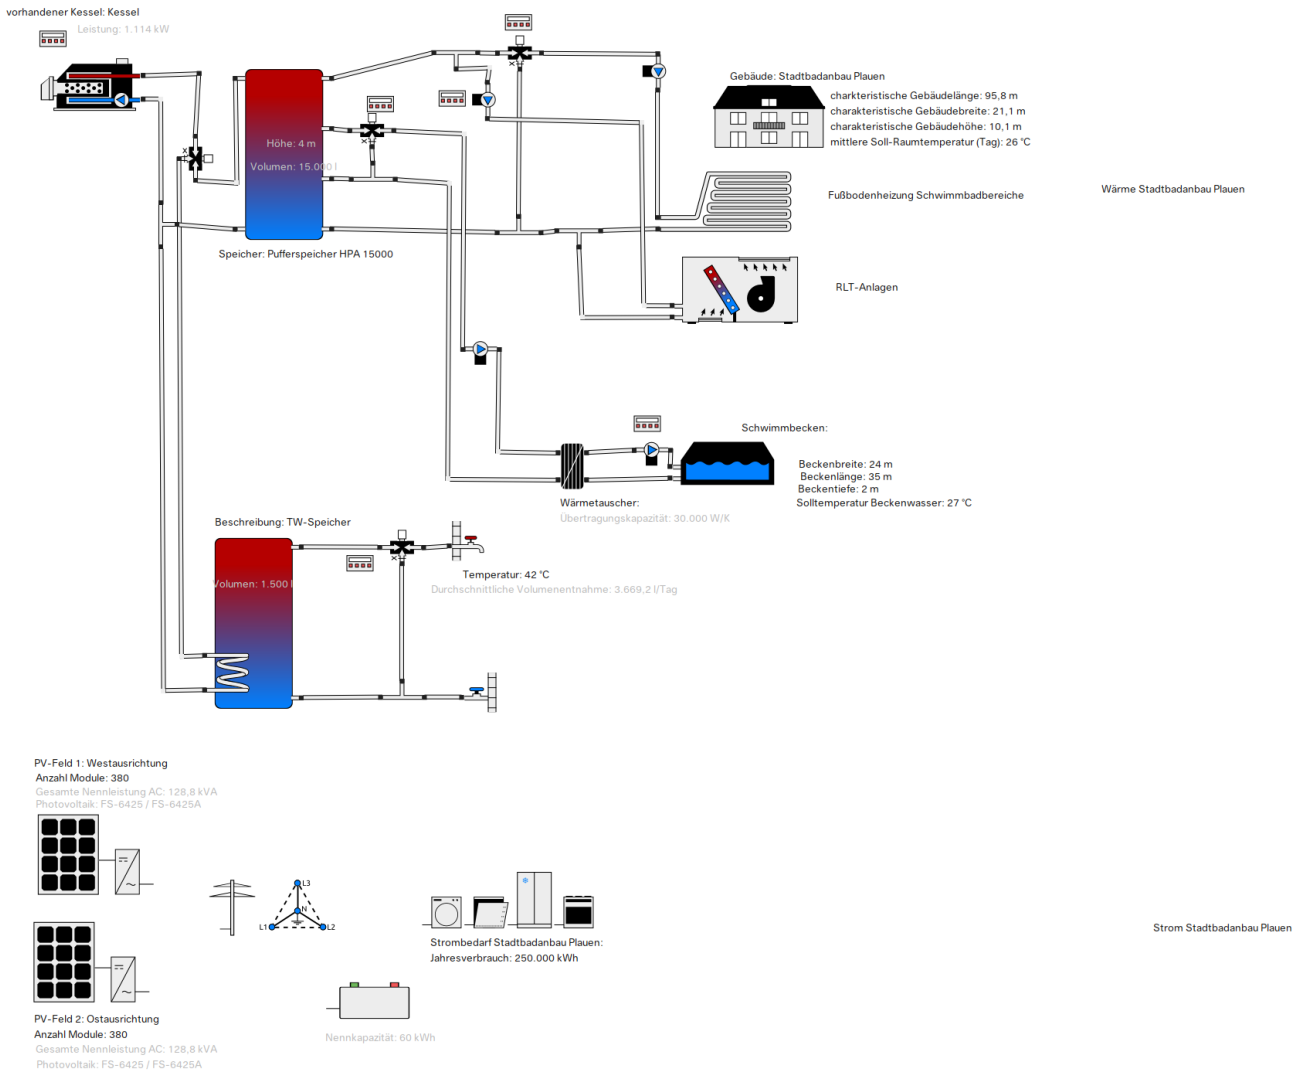 vorhandener Kessel: Kessel
Leistung: 1.114 kW
Gebäude: Stadtbadanbau Plauen
charkteristische Gebäudelänge: 95,8 m
charakteristische Gebäudebreite: 21,1 m
charakteristische Gebäudehöhe: 10,1 m
mittlere Soll-Raumtemperatur (Tag): 26 °C
Höhe: 4 m
Volumen: 15.000 l
Fußbodenheizung Schwimmbadbereiche
Wärme Stadtbadanbau Plauen
Speicher: Pufferspeicher HPA 15000
RLT-Anlagen
Schwimmbecken:
Beckenbreite: 24 m
Beckenlänge: 35 m
Beckentiefe: 2 m
Solltemperatur Beckenwasser: 27 °C
Wärmetauscher:
Übertragungskapazität: 30.000 W/K
Beschreibung: TW-Speicher
Volumen: 1.500 l
Temperatur: 42 °C
Durchschnittliche Volumenentnahme: 3.669,2 l/Tag
PV-Feld 1: Westausrichtung
Anzahl Module: 380
Gesamte Nennleistung AC: 128,8 kVA
Photovoltaik: FS-6425 / FS-6425A
L3
N
L1
L2
Strombedarf Stadtbadanbau Plauen:
Jahresverbrauch: 250.000 kWh
Strom Stadtbadanbau Plauen
PV-Feld 2: Ostausrichtung
Anzahl Module: 380
Gesamte Nennleistung AC: 128,8 kVA
Photovoltaik: FS-6425 / FS-6425A
Nennkapazität: 60 kWh